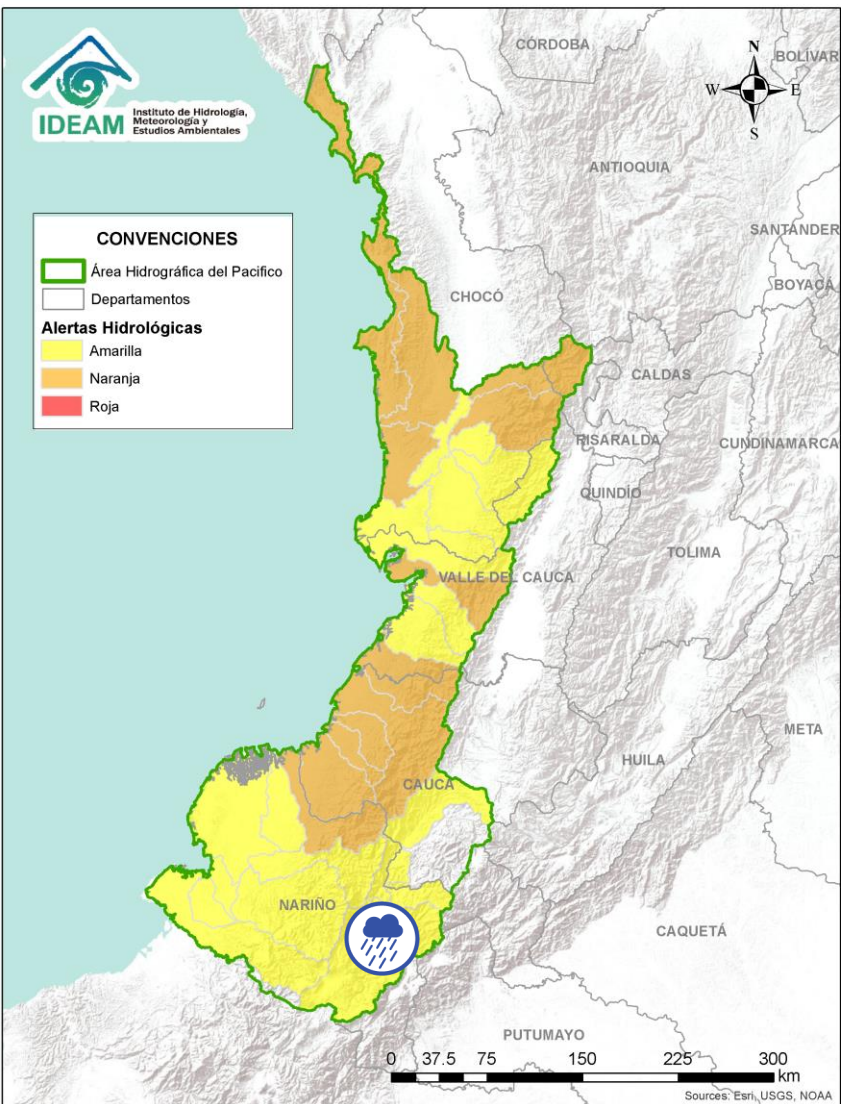 CÓRDOBA
BOLÍVAR
N
W E
S
IDEAM Instituto de Hidrología,
Meteorología y
Estudios Ambientales
ANTIOQUIA
SANTANDER
CONVENCIONES
Área Hidrográfica del Pacifico
Departamentos
Alertas Hidrológicas
Amarilla
Naranja
Roja
BOYACÁ
CHOCÓ
CALDAS
RISARALDA
CUNDINAMARCA
QUINDÍO
TOLIMA
VALLE DEL CAUCA
META
HUILA
CAUCA
NARIÑO
CAQUETÁ
PUTUMAYO
0 37.5 75 150 225 300
km
Sources: Esri, USGS, NOAA